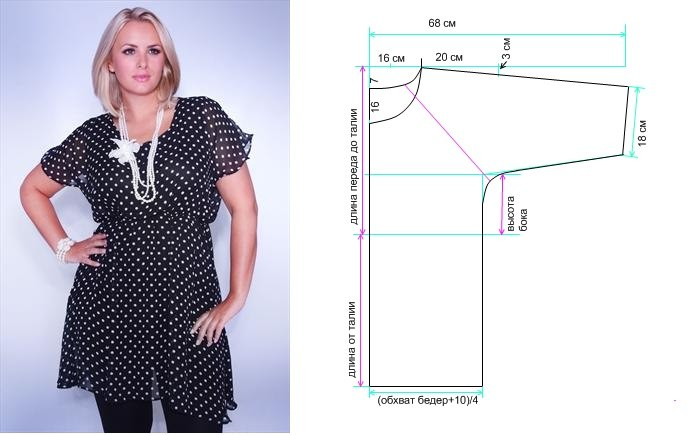 68 см
16 см
20 см
3 см
7
16
18 см
длина переда до талии
высота
бока
длина от талии
(обхват бедер+10)/4